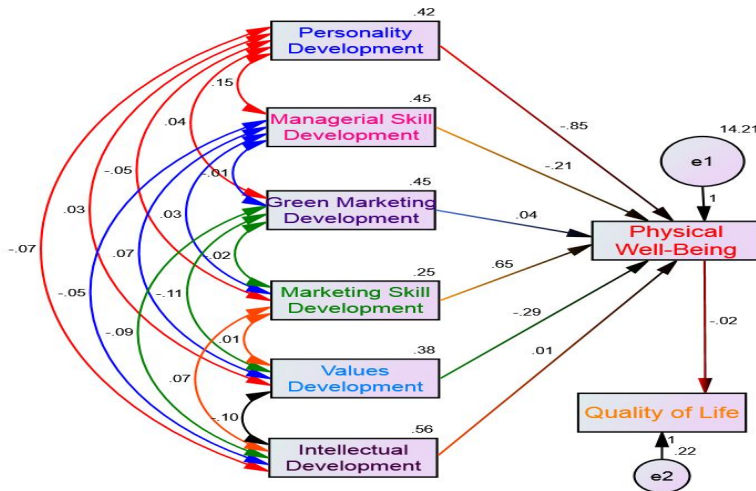 .42
Personality
Development
.15
.45
Managerial Skill
Development
14.21
e1
.04
-.85
-.21
1
-.05
-.01
.45
Green Marketing
Development
.04
Physical
Well-Being
.03
.03
-.02
.25
Marketing Skill
Development
.65
-.07
.07
-.11
-.05
.01
.38
Values
Development
-.29
.01
-.02
-.09
.07
-.10
Quality of Life
.56
Intellectual
Development
1
.22
e2